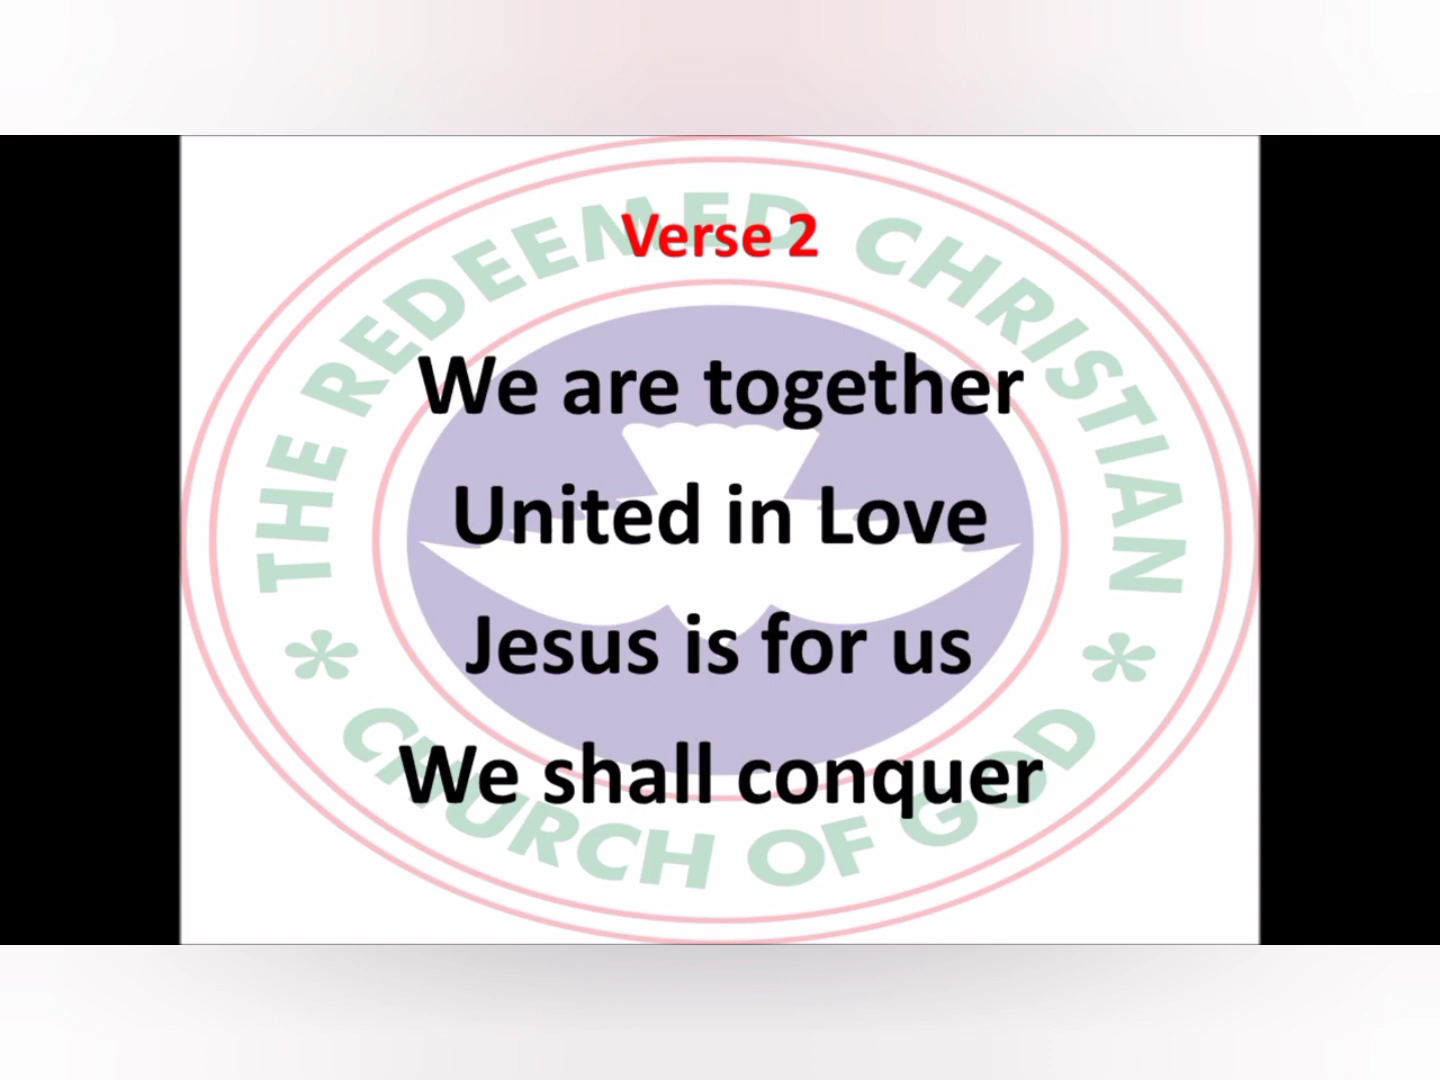 THE REDEEMED CHRISTIAN
Verse 2
We are together
United in Love
Jesus is for us
We shall conquer
* CHURCH OF GOD *